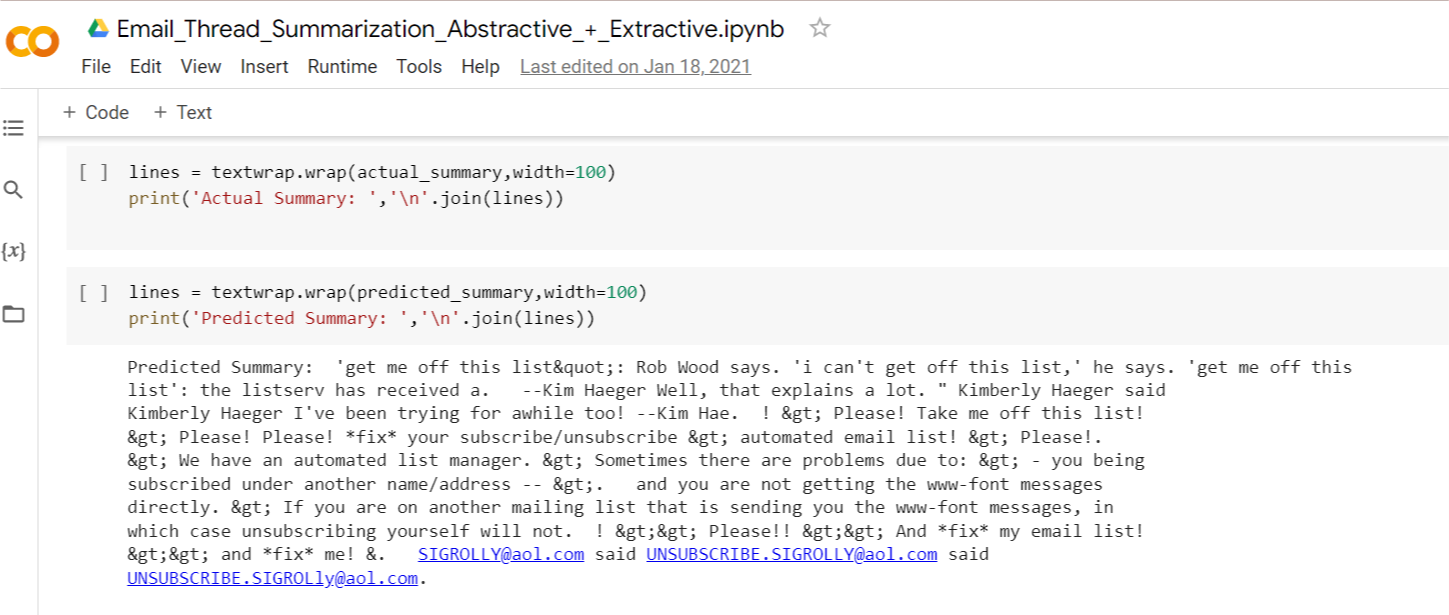 Email_Thread_Summarization_Abstractive_+_Extractive.ipynb
File Edit View Insert Runtime Tools Help Last edited on Jan 18, 2021
+ Code + Text
[ ] lines = textwrap.wrap(actual_summary,width=100)
print('Actual Summary: ','\n'.join(lines))
{x}
[ ] lines = textwrap.wrap(predicted_summary,width=100)
print('Predicted Summary: ','\n'.join(lines))
Predicted Summary:  'get me off this list&quot;: Rob Wood says. 'i can't get off this list,' he says. 'get me off this
list': the listserv has received a.   --Kim Haeger Well, that explains a lot. " Kimberly Haeger said
Kimberly Haeger I've been trying for awhile too! --Kim Hae.  ! &gt; Please! Take me off this list!
&gt; Please! Please! *fix* your subscribe/unsubscribe &gt; automated email list! &gt; Please!.
&gt; We have an automated list manager. &gt; Sometimes there are problems due to: &gt; - you being
subscribed under another name/address -- &gt;.   and you are not getting the www-font messages
directly. &gt; If you are on another mailing list that is sending you the www-font messages, in
which case unsubscribing yourself will not.  ! &gt;&gt; Please!! &gt;&gt; And *fix* my email list!
&gt;&gt; and *fix* me! &.   SIGROLLY@aol.com said UNSUBSCRIBE.SIGROLLY@aol.com said
UNSUBSCRIBE.SIGROLly@aol.com.